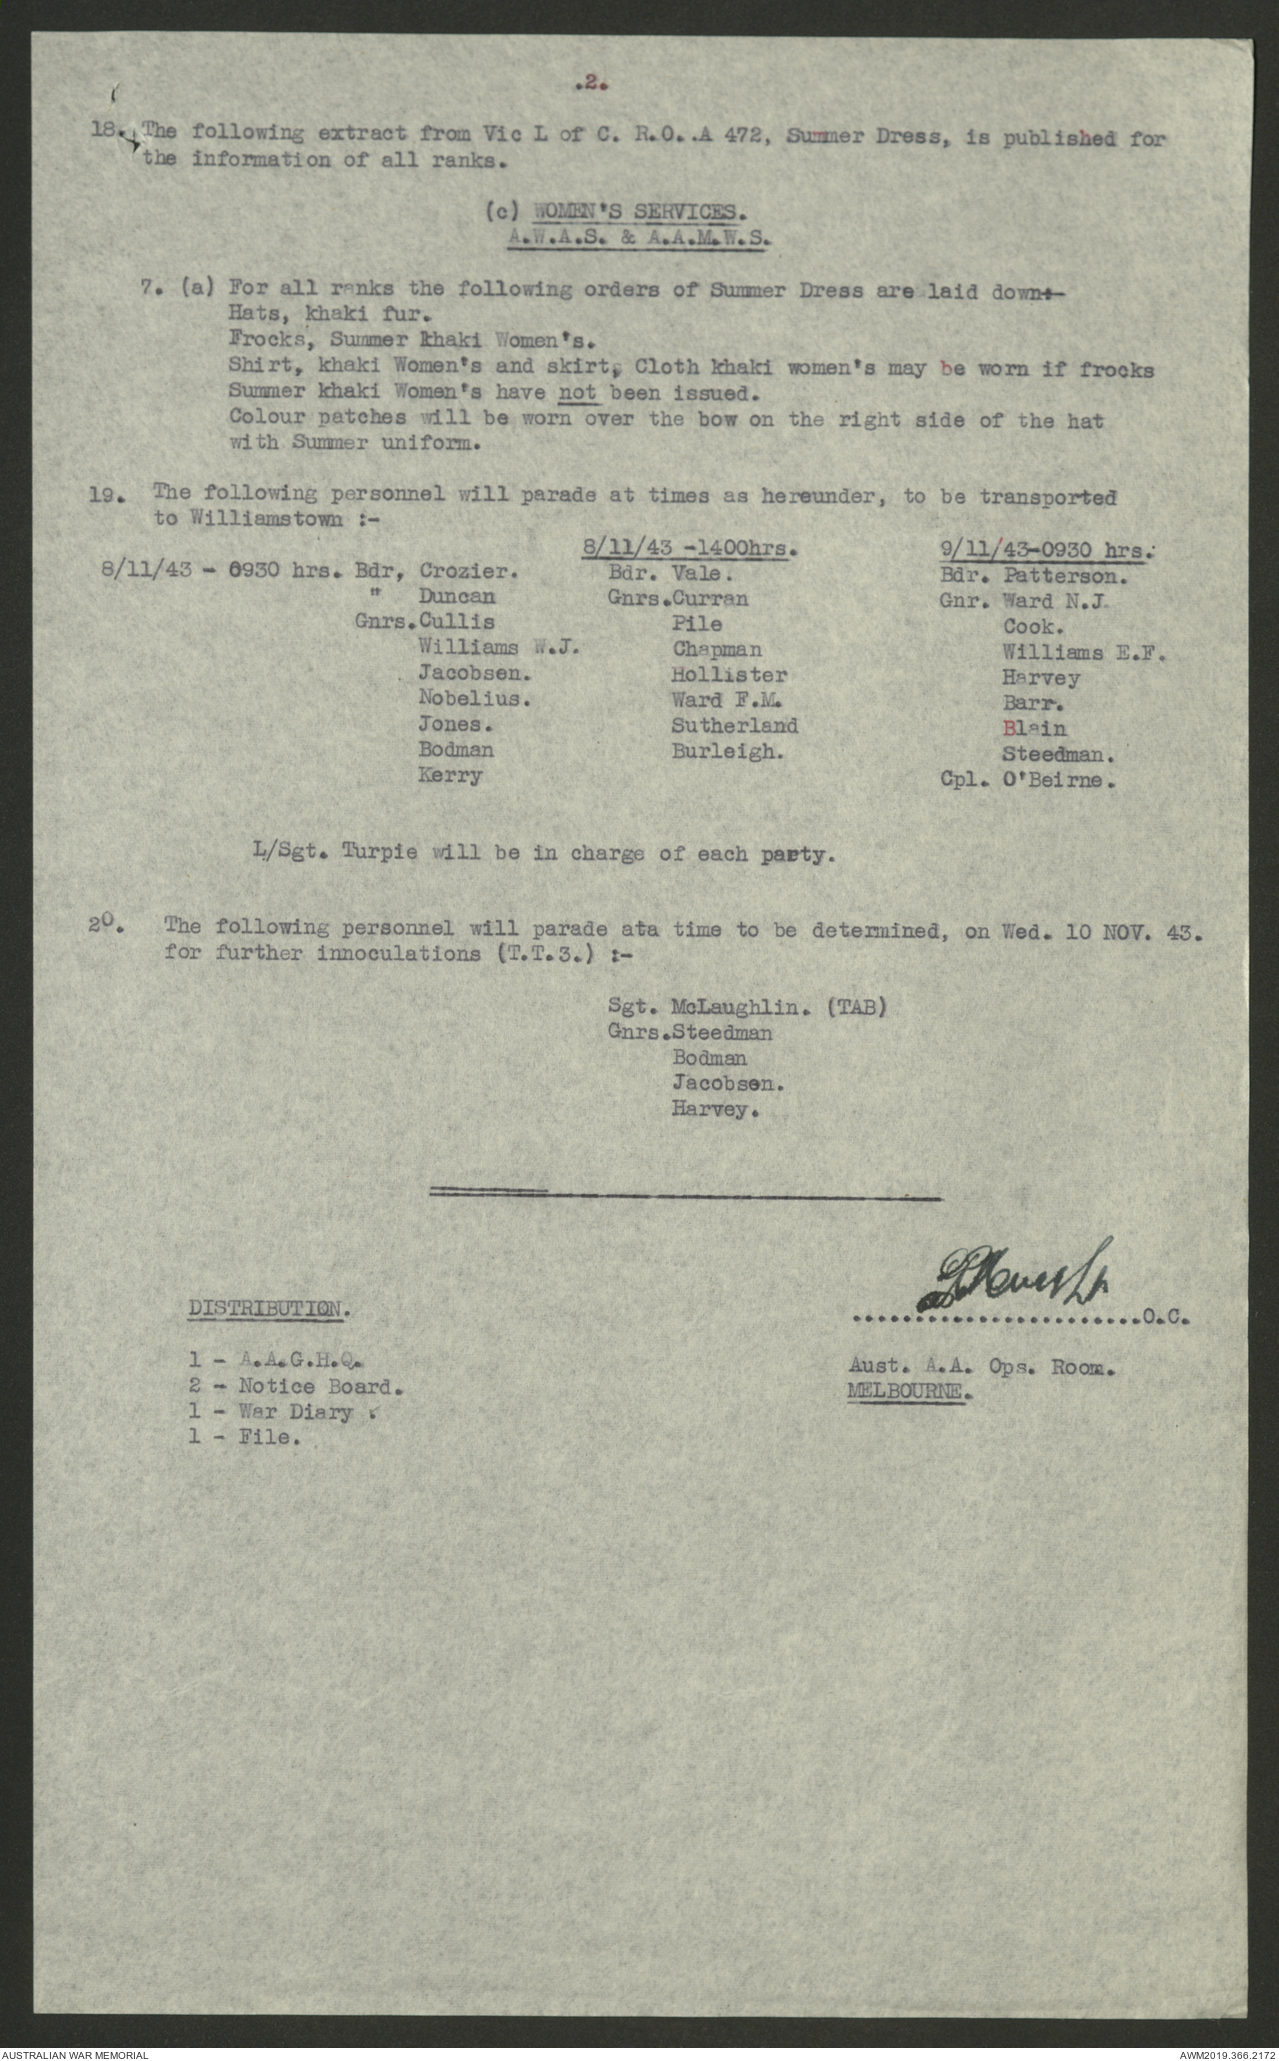 .2.
18. The following extract from Vic L of C. R.O. .A 472, Summer Dress, is published for
the information of all ranks.
(c) WOMEN'S SERVICES.
A.W.A.S. & A.A.M.W.S.
7. (a) For all ranks the following orders of Summer Dress are laid down:-
Hats, khaki fur.
Frocks, Summer khaki Women's.
Shirt, khaki Women's and skirt, Cloth khaki women's may be worn if frocks
Summer khaki Women's have not been issued.
Colour patches will be worn over the bow on the right side of the hat
with Summer uniform.
19. The following personnel will parade at times as hereunder, to be transported
to Williamstown :-
8/11/43 - 0930 hrs. Bdr, Crozier.
" Duncan
Gnrs. Cullis
Williams W.J.
Jacobsen.
Nobelius.
Jones.
Bodman
Kerry
8/11/43 -1400hrs.
Bdr. Vale.
Gnrs.Curran
Pile
Chapman
Hollister
Ward F.M.
Sutherland
Burleigh.
9/11/43-0930 hrs.
Bdr. Patterson.
Gnr. Ward N.J.
Cook.
Williams E.F.
Harvey
Barr.
Blain
Steedman.
Cpl. O'Beirne.
L/Sgt. Turpie will be in charge of each party.
20. The following personnel will parade ata time to be determined, on Wed. 10 NOV. 43.
for further innoculations (T.T.3.) :-
Sgt. McLaughlin. (TAB)
Gnrs.Steedman
Bodman
Jacobsen.
Harvey.
DISTRIBUTION.
1 - A.A.G.H.Q.
2 - Notice Board.
1 - War Diary .
1 - File.
.......................O.C.
Aust. A.A. Ops. Room.
MELBOURNE.
AUSTRALIAN WAR MEMORIAL
AWM2019.366.2172